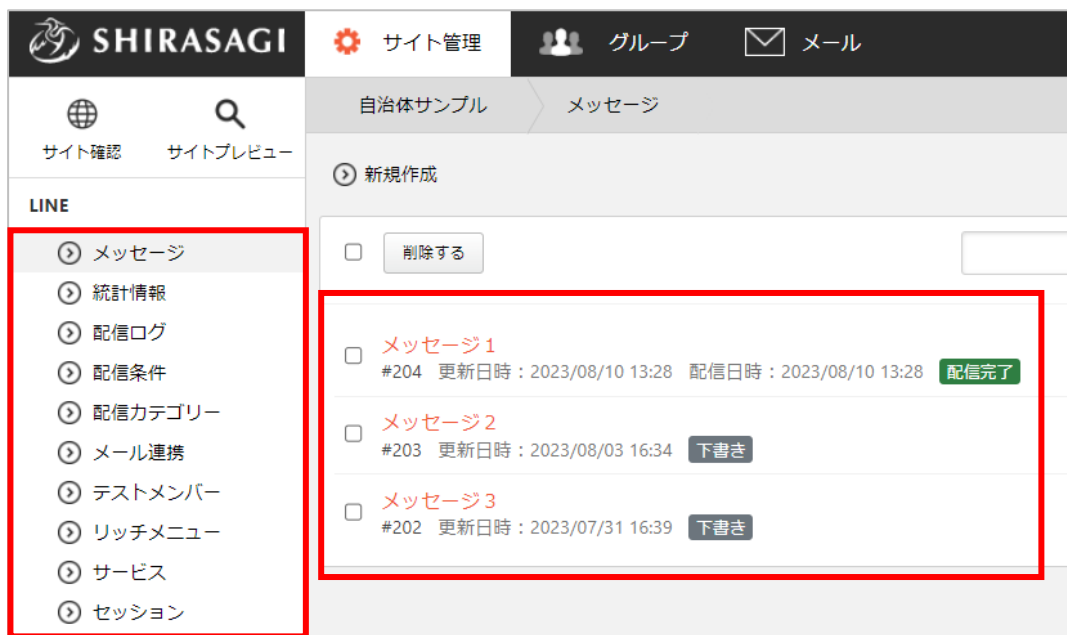 SHIRASAGI
サイト管理
グループ
メール
サイト確認
サイトプレビュー
自治体サンプル
メッセージ
新規作成
LINE
メッセージ
統計情報
配信ログ
配信条件
配信カテゴリー
メール連携
テストメンバー
リッチメニュー
サービス
セッション
削除する
メッセージ1
#204 更新日時：2023/08/10 13:28 配信日時：2023/08/10 13:28 配信完了
メッセージ2
#203 更新日時：2023/08/03 16:34 下書き
メッセージ3
#202 更新日時：2023/07/31 16:39 下書き